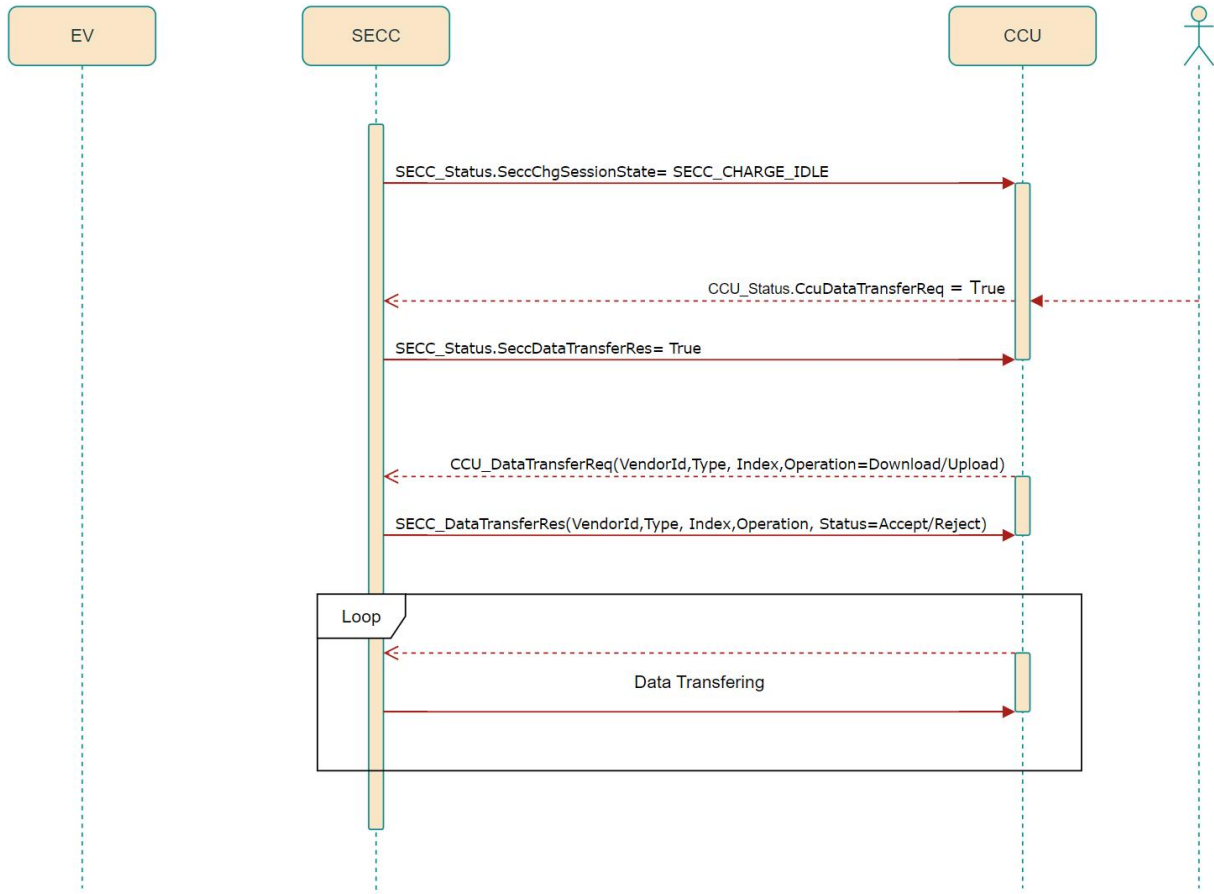 EV
SECC
CCU
SECC_Status.SeccChgSessionState= SECC_CHARGE_IDLE
CCU_Status.CcuDataTransferReq = True
SECC_Status.SeccDataTransferRes= True
CCU_DataTransferReq(VendorId,Type, Index,Operation=Download/Upload)
SECC_DataTransferRes(VendorId,Type, Index,Operation, Status=Accept/Reject)
Loop
Data Transfering